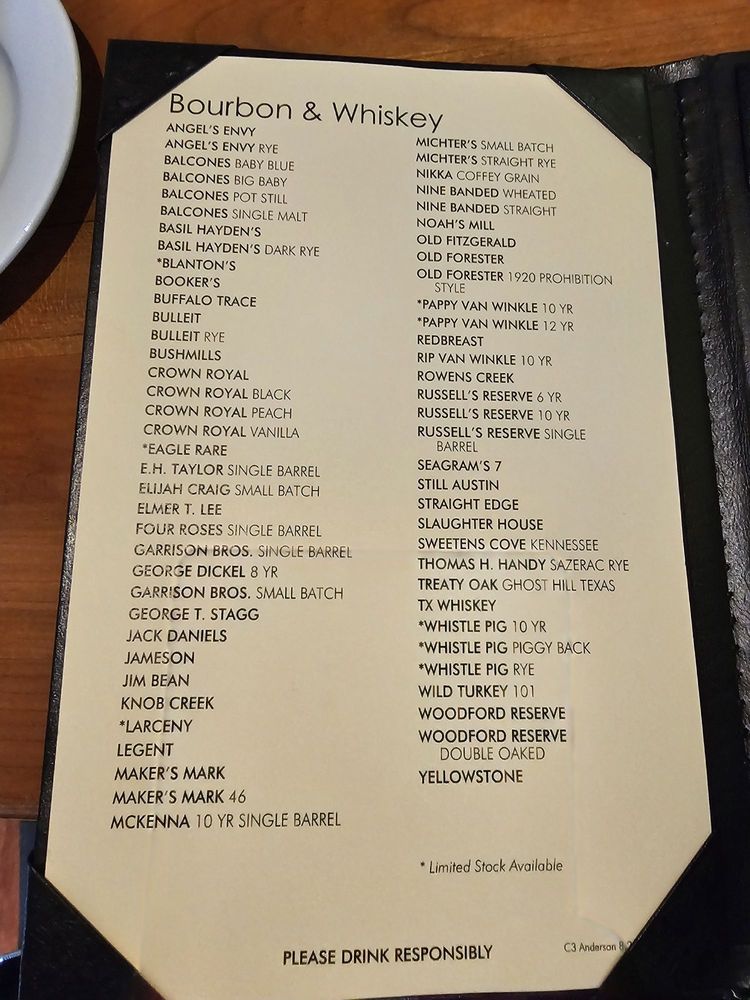 Bourbon & Whiskey
ANGEL'S ENVY
ANGEL'S ENVY RYE
BALCONES BABY BLUE
BALCONES BIG BABY
BALCONES POT STILL
BALCONES SINGLE MALT
BASIL HAYDEN'S
BASIL HAYDEN'S DARK RYE
*BLANTON'S
BOOKER'S
BUFFALO TRACE
BULLEIT
BULLEIT RYE
BUSHMILLS
CROWN ROYAL
CROWN ROYAL BLACK
CROWN ROYAL PEACH
CROWN ROYAL VANILLA
*EAGLE RARE
E.H. TAYLOR SINGLE BARREL
ELIJAH CRAIG SMALL BATCH
ELMER T. LEE
FOUR ROSES SINGLE BARREL
GARRISON BROS. SINGLE BARREL
GEORGE DICKEL 8 YR
GARRISON BROS. SMALL BATCH
GEORGE T. STAGG
JACK DANIELS
JAMESON
JIM BEAN
KNOB CREEK
*LARCENY
LEGENT
MAKER'S MARK
MAKER'S MARK 46
MCKENNA 10 YR SINGLE BARREL
MICHTER'S SMALL BATCH
MICHTER'S STRAIGHT RYE
NIKKA COFFEY GRAIN
NINE BANDED WHEATED
NINE BANDED STRAIGHT
NOAH'S MILL
OLD FITZGERALD
OLD FORESTER
OLD FORESTER 1920 PROHIBITION
STYLE
*PAPPY VAN WINKLE 10 YR
*PAPPY VAN WINKLE 12 YR
REDBREAST
RIP VAN WINKLE 10 YR
ROWENS CREEK
RUSSELL'S RESERVE 6 YR
RUSSELL'S RESERVE 10 YR
RUSSELL'S RESERVE SINGLE
BARREL
SEAGRAM'S 7
STILL AUSTIN
STRAIGHT EDGE
SLAUGHTER HOUSE
SWEETENS COVE KENNESSEE
THOMAS H. HANDY SAZERAC RYE
TREATY OAK GHOST HILL TEXAS
TX WHISKEY
*WHISTLE PIG 10 YR
*WHISTLE PIG PIGGY BACK
*WHISTLE PIG RYE
WILD TURKEY 101
WOODFORD RESERVE
WOODFORD RESERVE
DOUBLE OAKED
YELLOWSTONE
* Limited Stock Available
PLEASE DRINK RESPONSIBLY
C3 Anderson